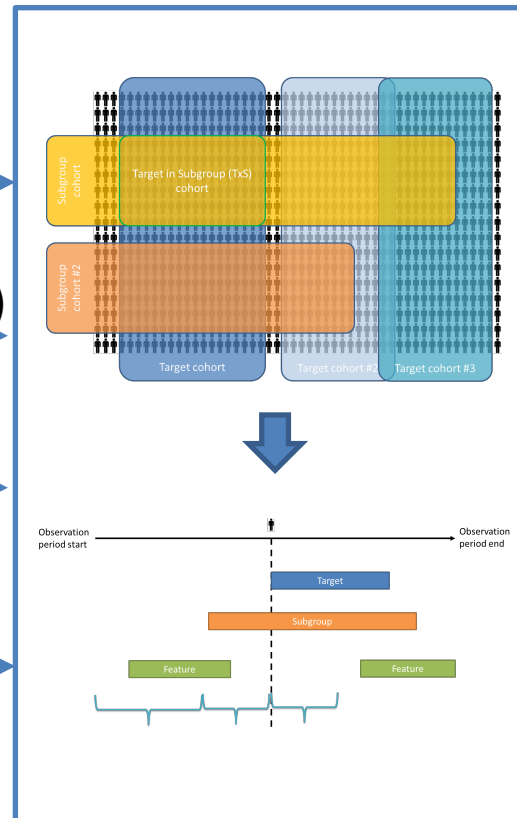 Subgroup
cohort
Target in Subgroup (TxS)
cohort
Subgroup
cohort #2
Target cohort
Target cohort #2
Target cohort #3
Observation
period start
Observation
period end
Target
Subgroup
Feature
Feature